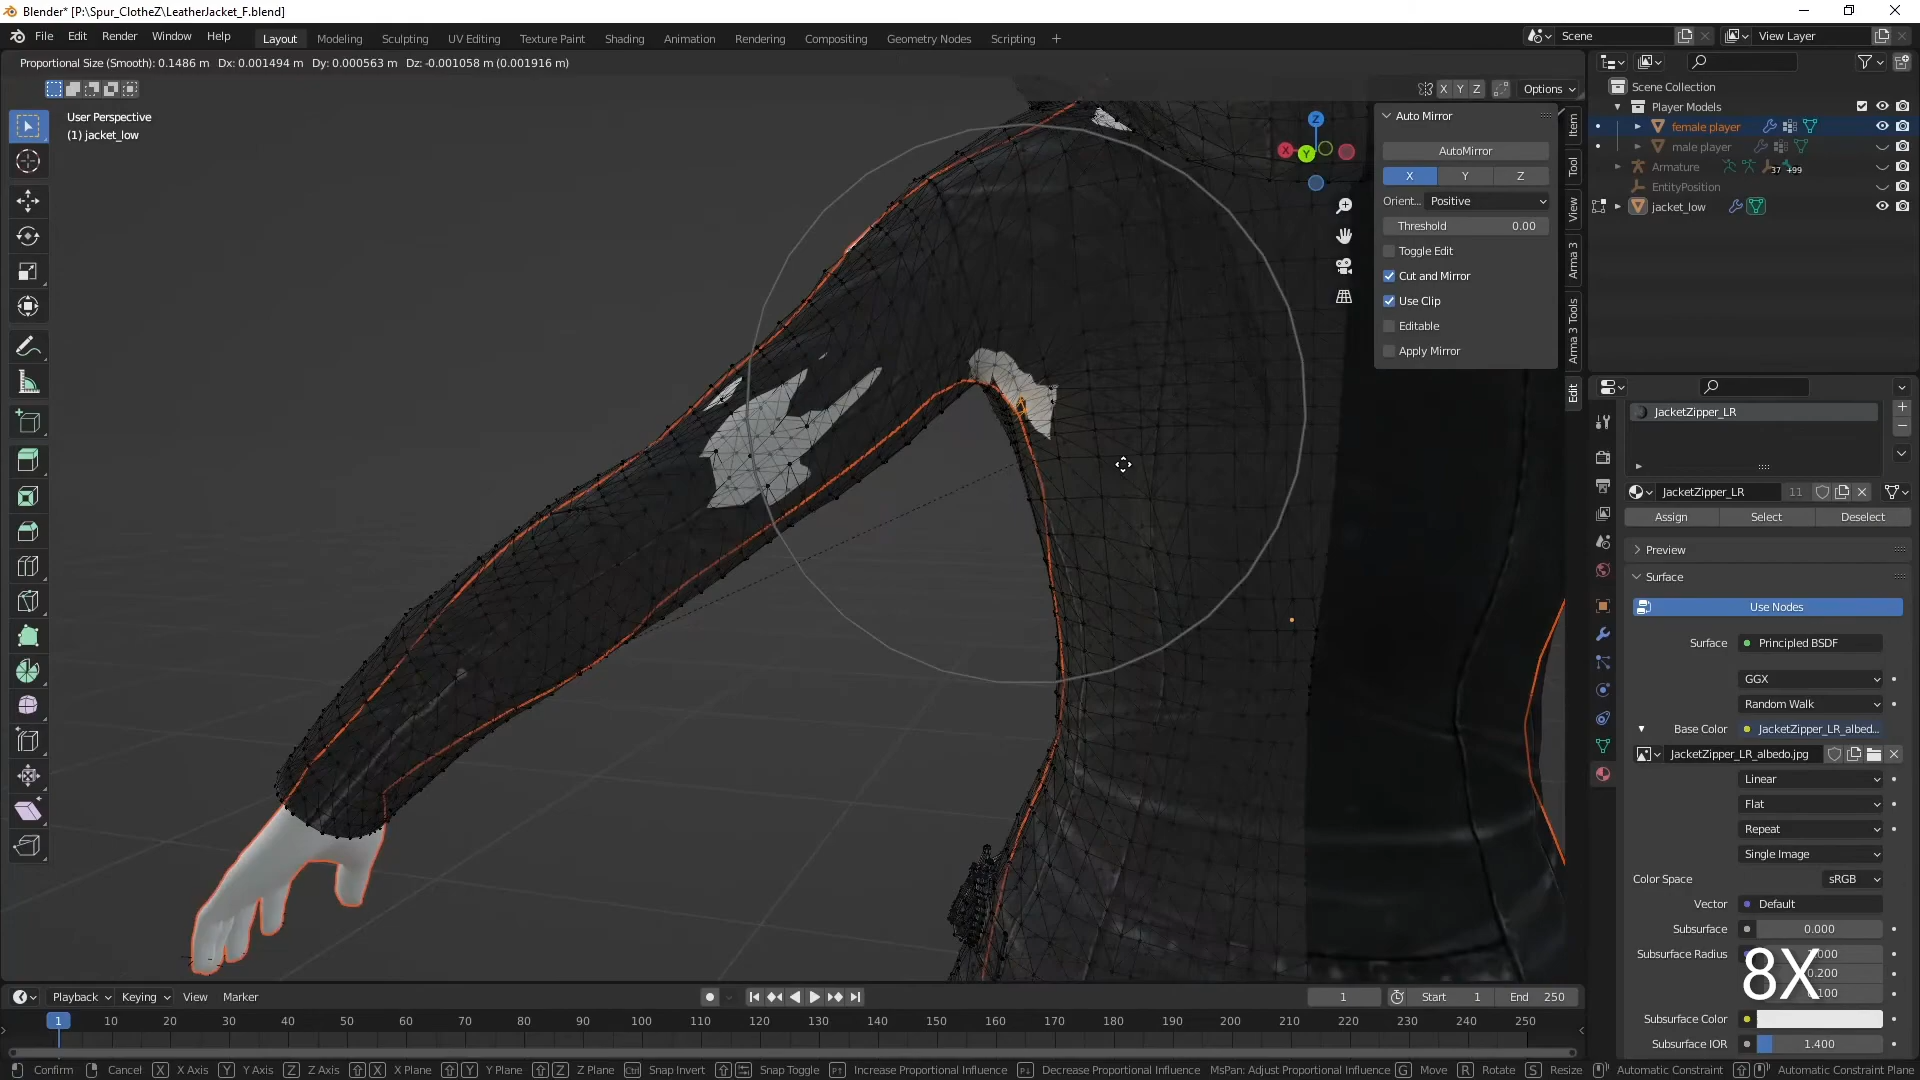 Blender* [P:\Spur_ClotheZ\LeatherJacket_F.blend]
File Edit Render Window Help Layout Modeling Sculpting UV Editing Texture Paint Shading Animation Rendering Compositing Geometry Nodes Scripting + Scene View Layer
Proportional Size (Smooth): 0.1486 m Dx: 0.001494 m Dy: 0.000563 m Dz: -0.001058 m (0.001916 m)
X Y Z Options
User Perspective
(1) jacket_low
Z
X
Y
Auto Mirror
AutoMirror
X Y Z
Orient... Positive
Threshold 0.00
Toggle Edit
Cut and Mirror
Use Clip
Editable
Apply Mirror
Item
Tool
View
Arma 3
Arma 3 Tools
Edit
Scene Collection
Player Models
female player
male player
Armature 37 +99
EntityPosition
jacket_low
JacketZipper_LR
JacketZipper_LR 11
Assign Select Deselect
Preview
Surface
Use Nodes
Surface Principled BSDF
GGX
Random Walk
Base Color JacketZipper_LR_albed...
JacketZipper_LR_albedo.jpg
Linear
Flat
Repeat
Single Image
Color Space sRGB
Vector Default
Subsurface 0.000
Subsurface Radius
0.200
8X
Subsurface Color
Subsurface IOR 1.400
Playback Keying View Marker 1 Start 1 End 250
1 10 20 30 40 50 60 70 80 90 100 110 120 130 140 150 160 170 180 190 200 210 220 230 240 250
Confirm Cancel X X Axis Y Y Axis Z Z Axis X X Plane Y Y Plane Z Z Plane Ctrl Snap Invert Snap Toggle Increase Proportional Influence Decrease Proportional Influence MsPan: Adjust Proportional Influence G Move R Rotate S Resize Automatic Constraint Automatic Constraint Plane